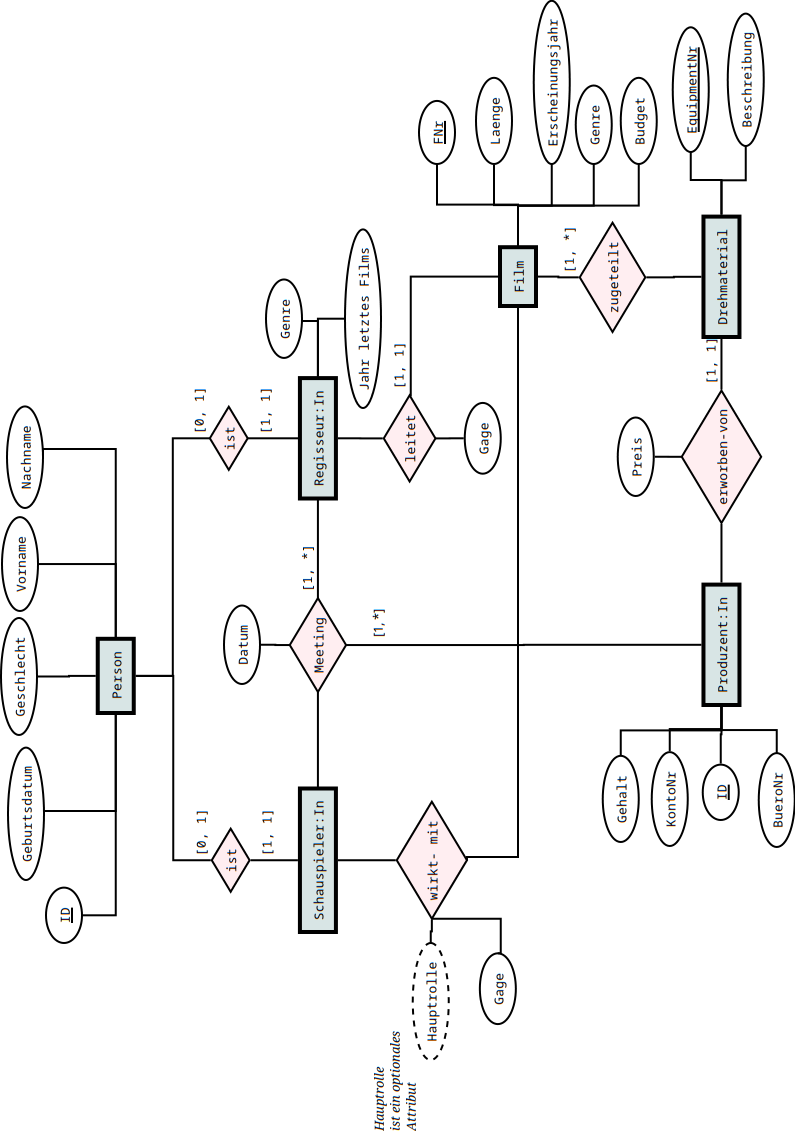 Hauptrolle
ist ein optionales
Attribut
ID
Geburtsdatum
Geschlecht
Vorname
Nachname
Person
[0, 1]
ist
[1, 1]
[0, 1]
ist
[1, 1]
Schauspieler:In
Datum
Meeting
[1, *]
[1,*]
Regisseur:In
Genre
Jahr letztes Films
Hauptrolle
Gage
wirkt- mit
leitet
[1, 1]
Gage
Film
FNr
Laenge
Erscheinungsjahr
Genre
Budget
[1, *]
zugeteilt
Gehalt
KontoNr
ID
BueroNr
Produzent:In
Preis
erworben-von
[1, 1]
Drehmaterial
EquipmentNr
Beschreibung